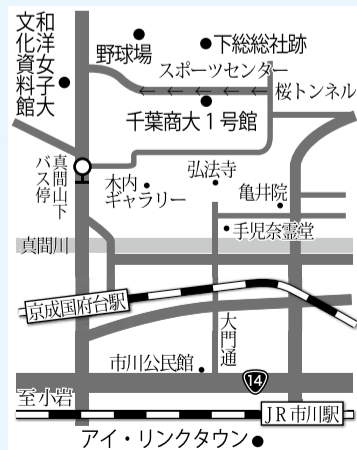 和洋女子大
文化資料館
野球場
下総総社跡
スポーツセンター
桜トンネル
←←←←←←←
千葉商大1号館
真間山下
バス停
木内
ギャラリー
弘法寺
亀井院
手児奈霊堂
真間川
京成国府台駅
大門通
市川公民館
14
至小岩
JR市川駅
アイ・リンクタウン